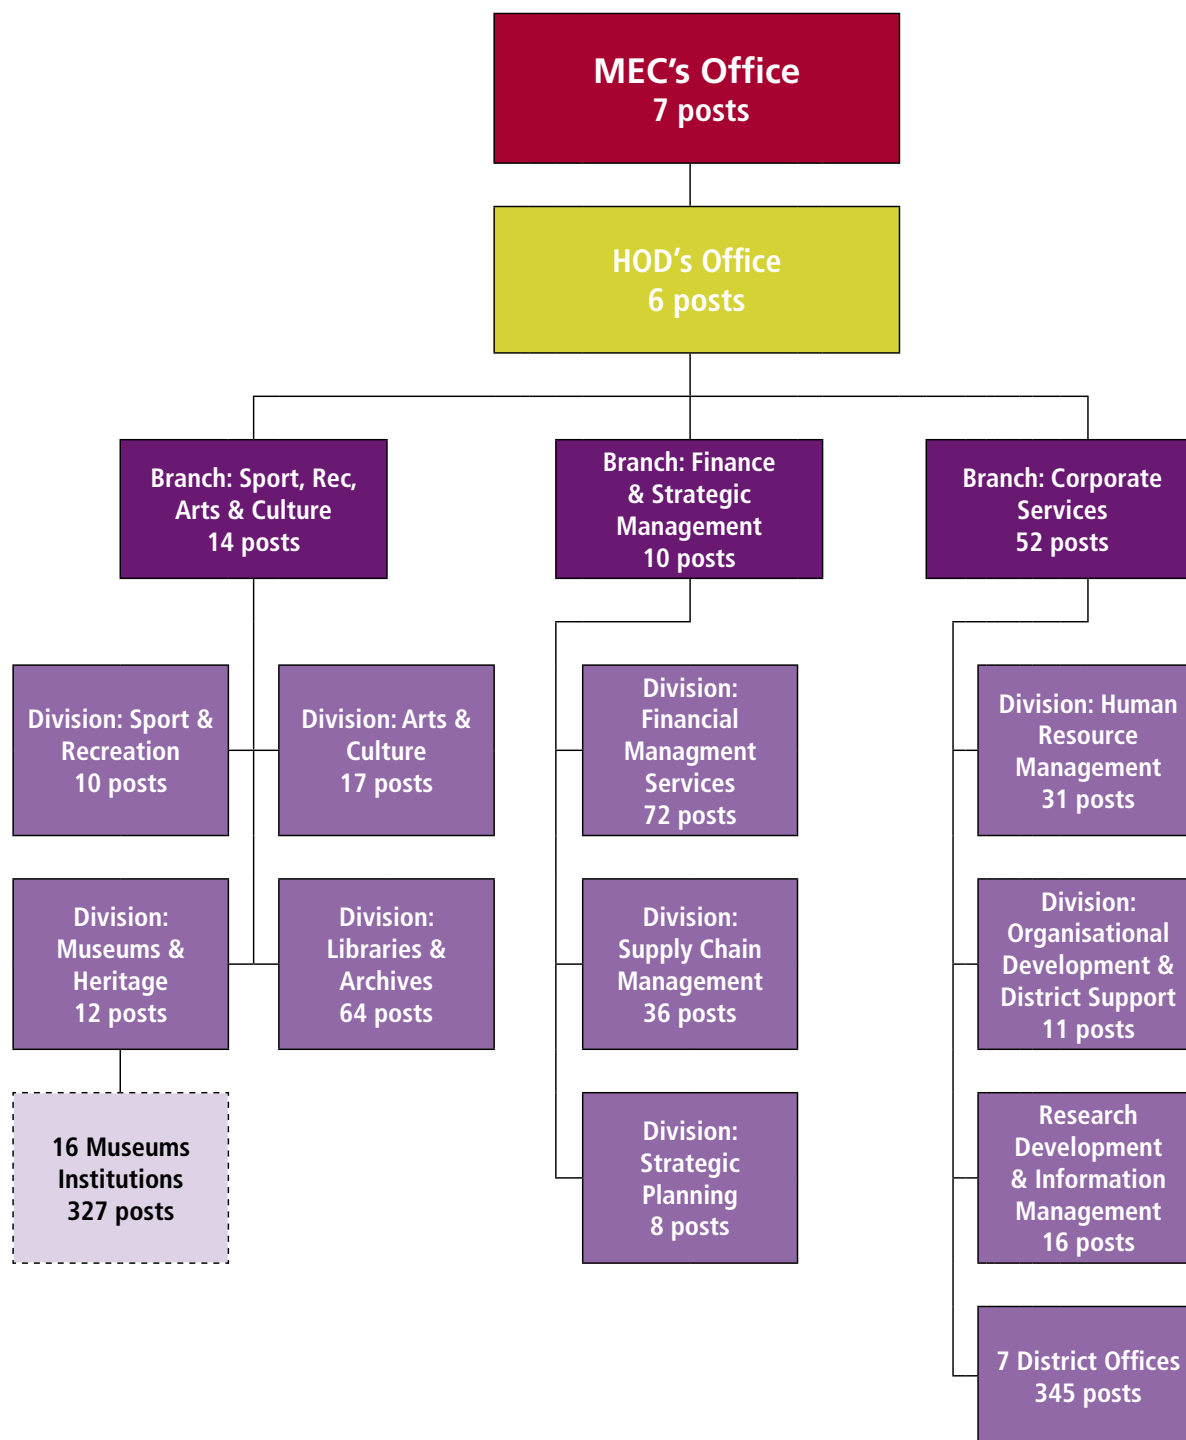 MEC's Office
7 posts
HOD's Office
6 posts
Branch: Sport, Rec,
Arts & Culture
14 posts
Branch: Finance
& Strategic
Management
10 posts
Branch: Corporate
Services
52 posts
Division: Sport &
Recreation
10 posts
Division: Arts &
Culture
17 posts
Division:
Financial
Managment
Services
72 posts
Division: Human
Resource
Management
31 posts
Division:
Museums &
Heritage
12 posts
Division:
Libraries &
Archives
64 posts
Division:
Supply Chain
Management
36 posts
Division:
Organisational
Development &
District Support
11 posts
16 Museums
Institutions
327 posts
Division:
Strategic
Planning
8 posts
Research
Development
& Information
Management
16 posts
7 District Offices
345 posts